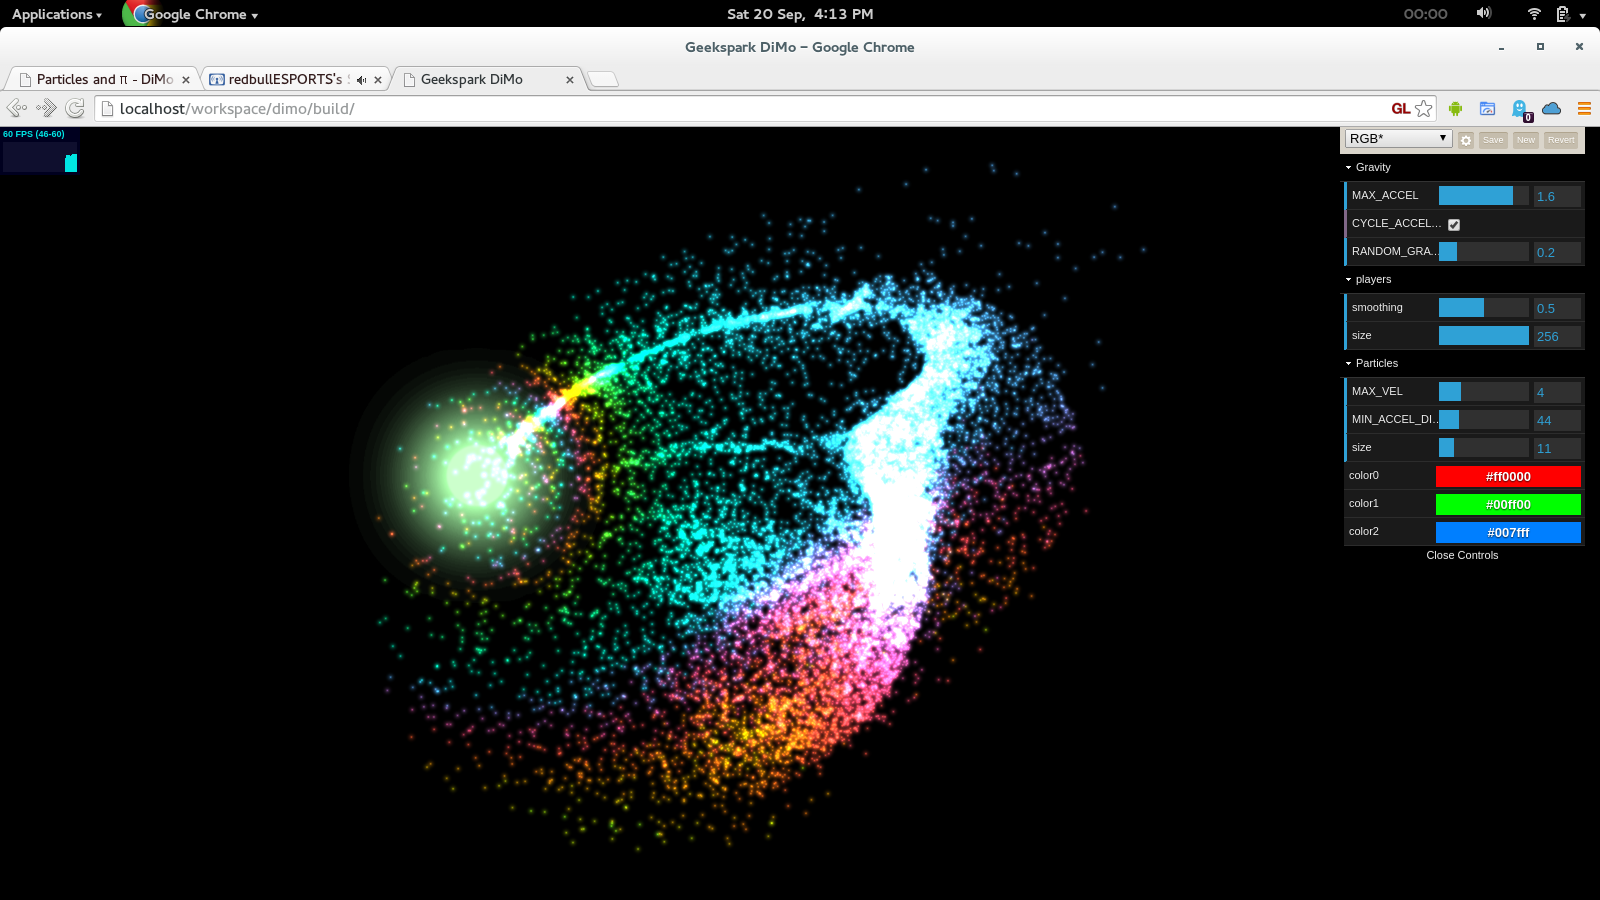 Applications
Google Chrome
Sat 20 Sep, 4:13 PM
00:00
Geekspark DiMo – Google Chrome
Particles and π - DiMo
redbullESPORTS's
Geekspark DiMo
localhost/workspace/dimo/build/
GL
0
60 FPS (46-60)
RGB*
Save
New
Revert
Gravity
MAX_ACCEL 1.6
CYCLE_ACCEL...
RANDOM_GRA... 0.2
players
smoothing 0.5
size 256
Particles
MAX_VEL 4
MIN_ACCEL_DI... 44
size 11
color0 #ff0000
color1 #00ff00
color2 #007fff
Close Controls